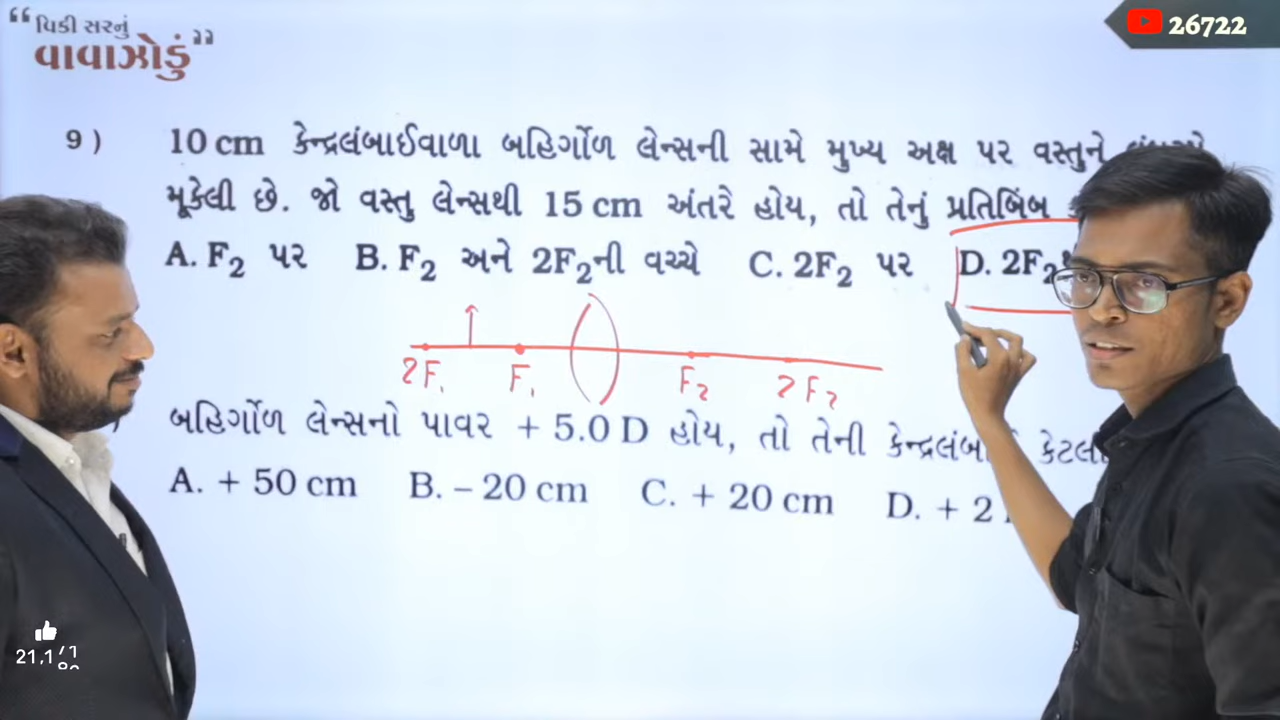 “ વિકી સરનું
વાવાઝોડું ”
26722
9) 10 cm કેન્દ્રલંબાઈવાળા બહિર્ગોળ લેન્સની સામે મુખ્ય અક્ષ પર વસ્તુને
મૂકેલી છે. જો વસ્તુ લેન્સથી 15 cm અંતરે હોય, તો તેનું પ્રતિબિંબ
A. F₂ પર B. F₂ અને 2F₂ની વચ્ચે C. 2F₂ પર D. 2F₂
2F₁ F₁ F₂ 2F₂
બહિર્ગોળ લેન્સનો પાવર + 5.0 D હોય, તો તેની
A. + 50 cm B. – 20 cm C. + 20 cm D. + 2